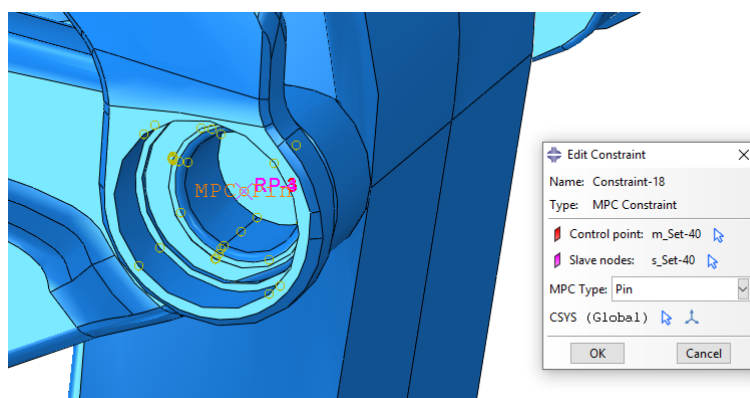 MPC Pin
RP-3
Edit Constraint
Name: Constraint-18
Type: MPC Constraint
Control point: m_Set-40
Slave nodes: s_Set-40
MPC Type: Pin
CSYS (Global)
OK
Cancel